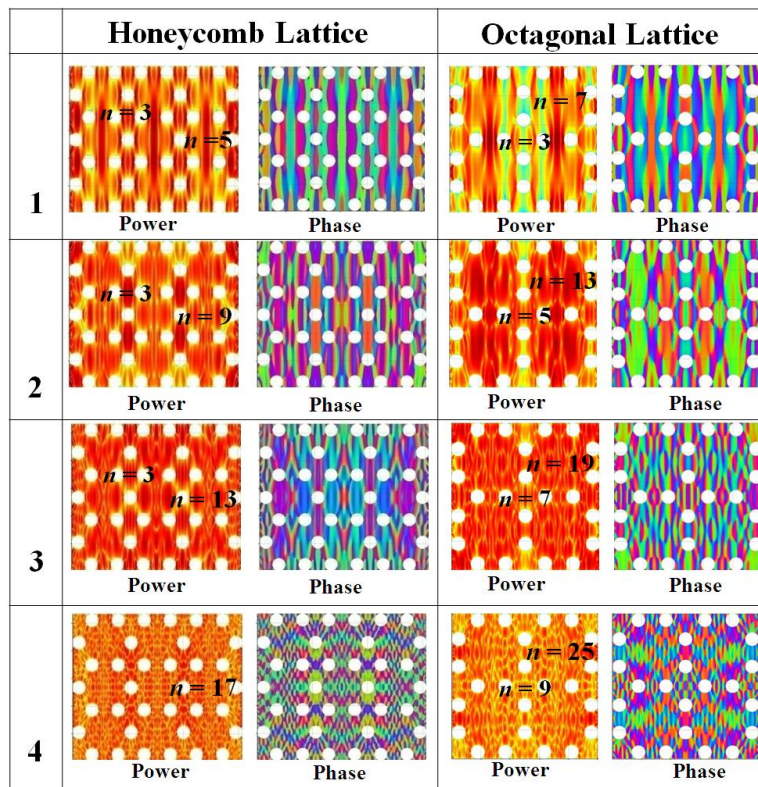 Honeycomb Lattice
Octagonal Lattice
1
n = 3
n =5
Power
Phase
n = 7
n = 3
Power
Phase
2
n = 3
n = 9
Power
Phase
n = 13
n = 5
Power
Phase
3
n = 3
n = 13
Power
Phase
n = 19
n = 7
Power
Phase
4
n = 17
Power
Phase
n = 25
n = 9
Power
Phase